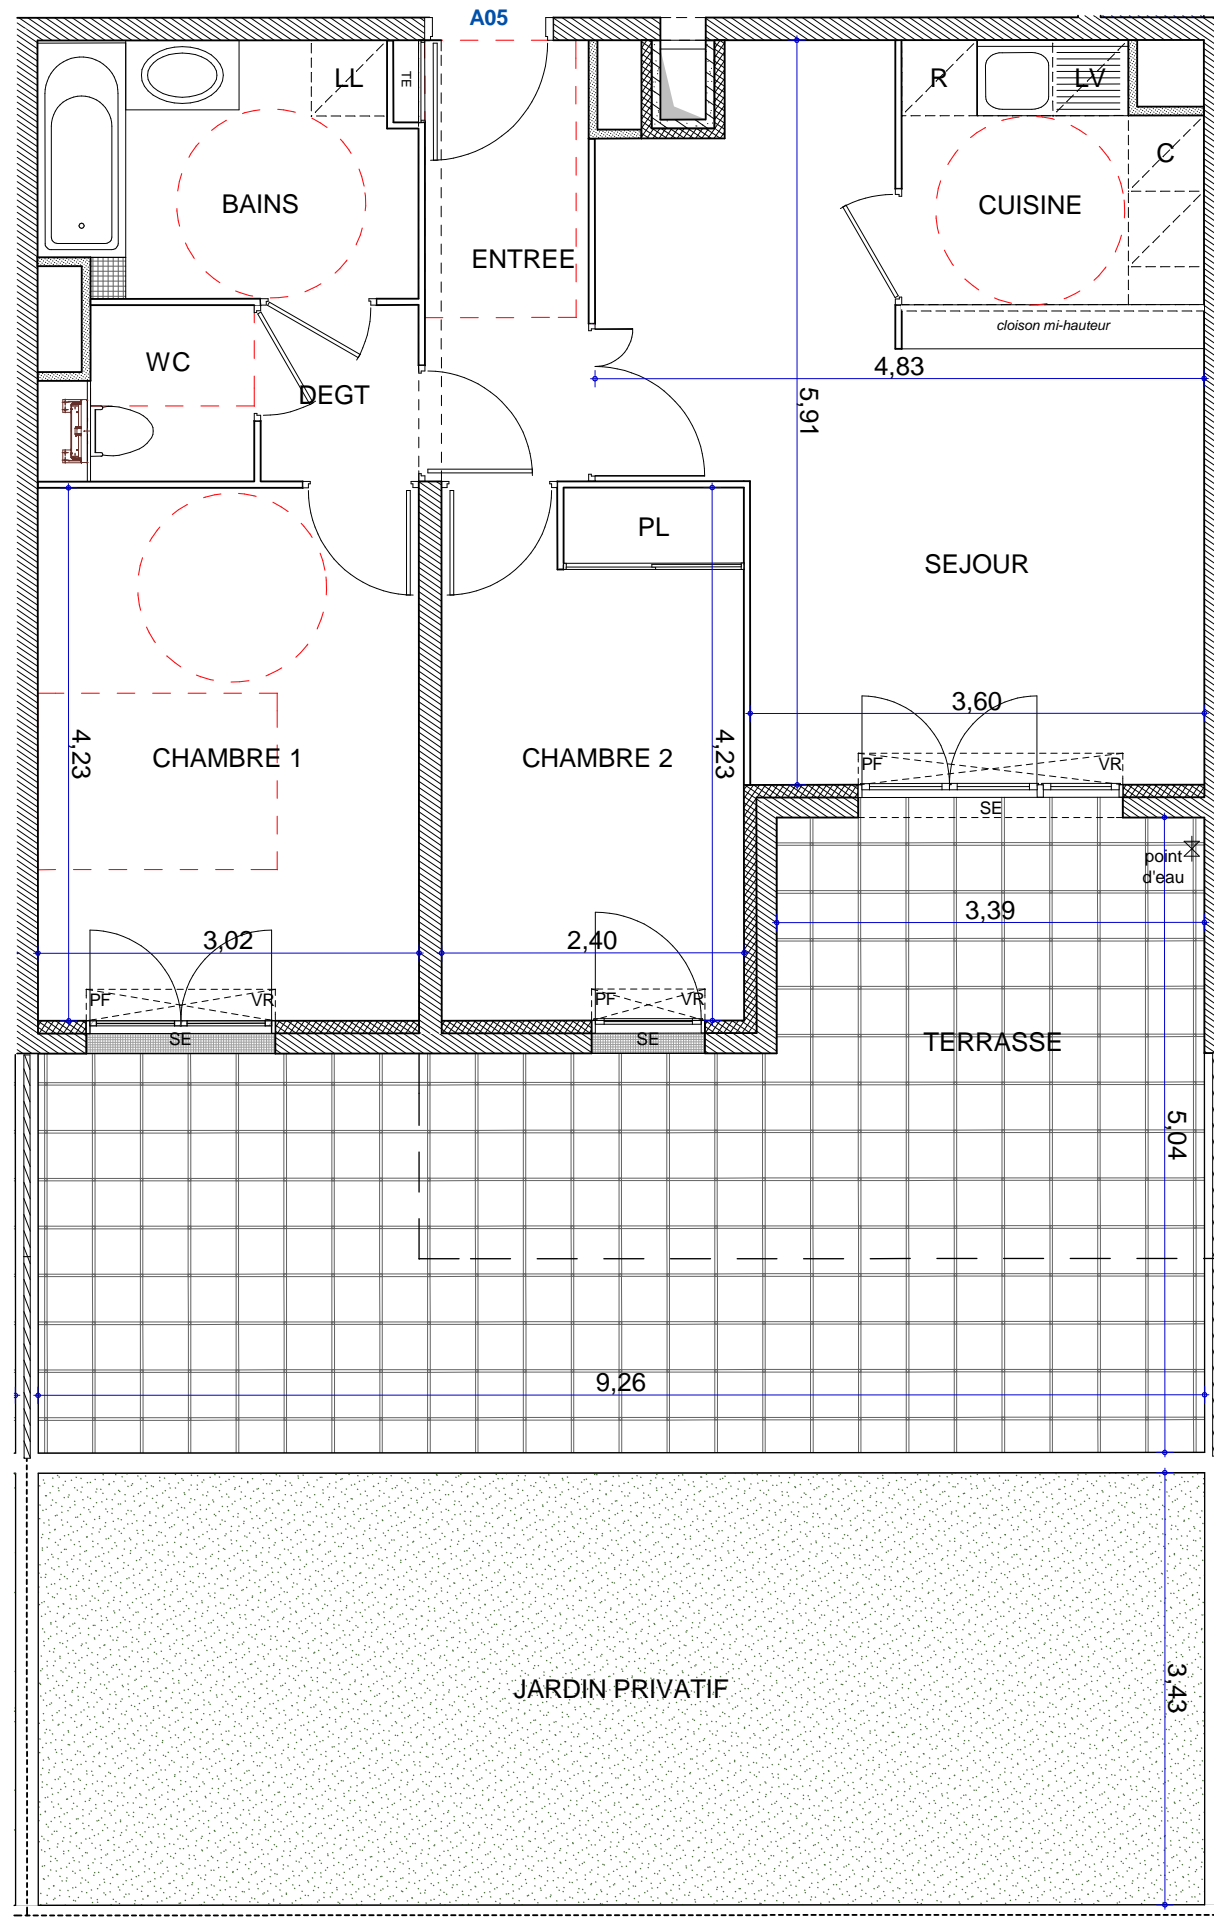 A05
LL
TE
R
LV
C
BAINS
CUISINE
ENTREE
cloison mi-hauteur
WC
4,83
DEGT
5,91
PL
SEJOUR
3,60
4,23
CHAMBRE 1
CHAMBRE 2
4,23
PF
VR
SE
point
d'eau
3,39
3,02
2,40
PF
VR
PF
VR
SE
SE
TERRASSE
5,04
9,26
JARDIN PRIVATIF
3,43